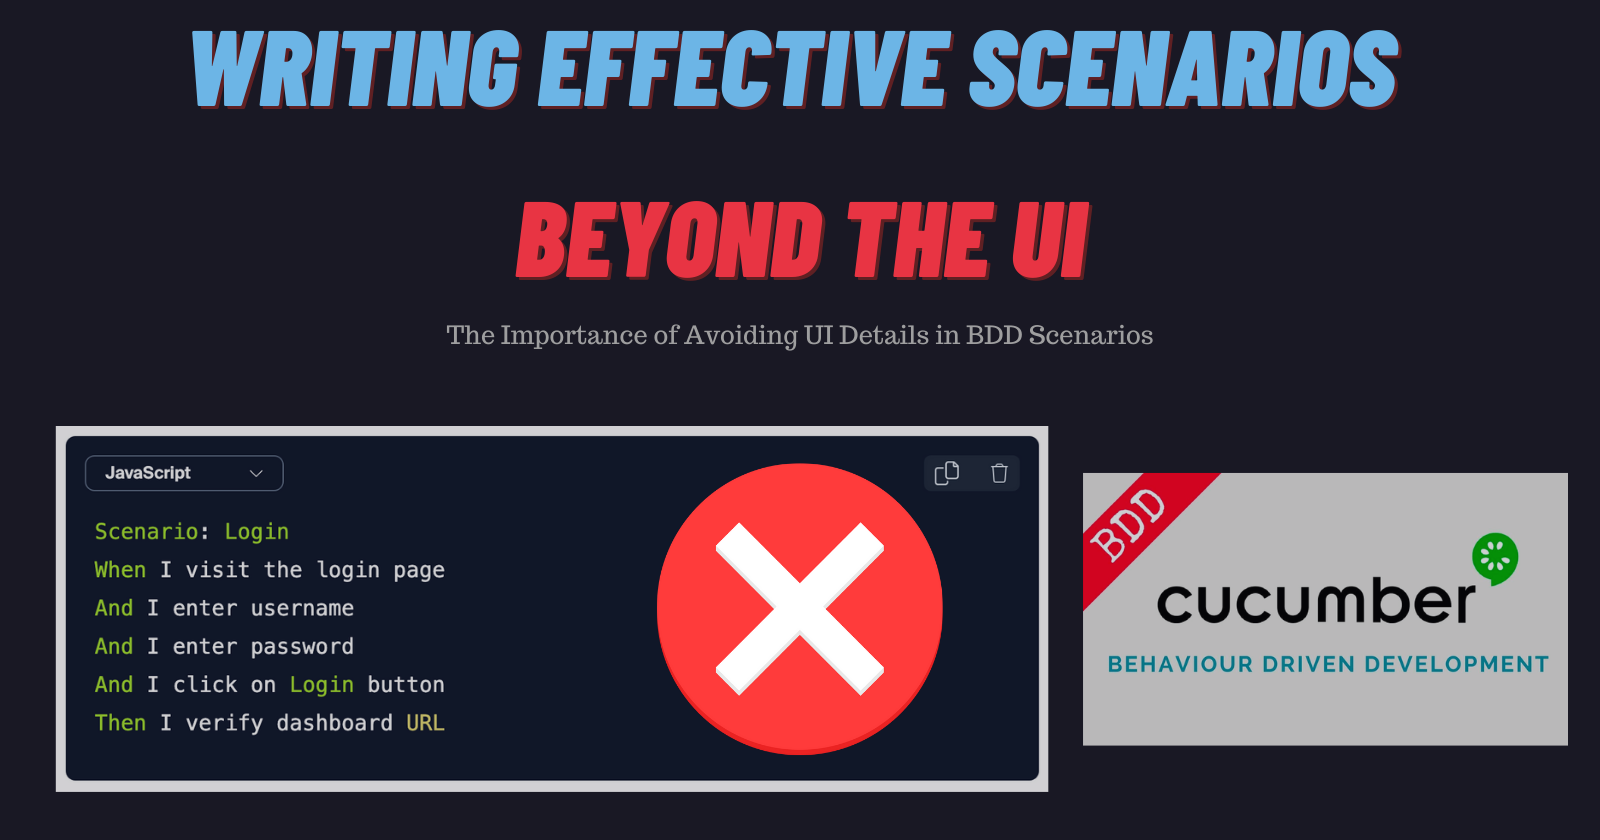 WRITING EFFECTIVE SCENARIOS
BEYOND THE UI
The Importance of Avoiding UI Details in BDD Scenarios
JavaScript
Scenario: Login
When I visit the login page
And I enter username
And I enter password
And I click on Login button
Then I verify dashboard URL
BDD
cucumber
BEHAVIOUR DRIVEN DEVELOPMENT